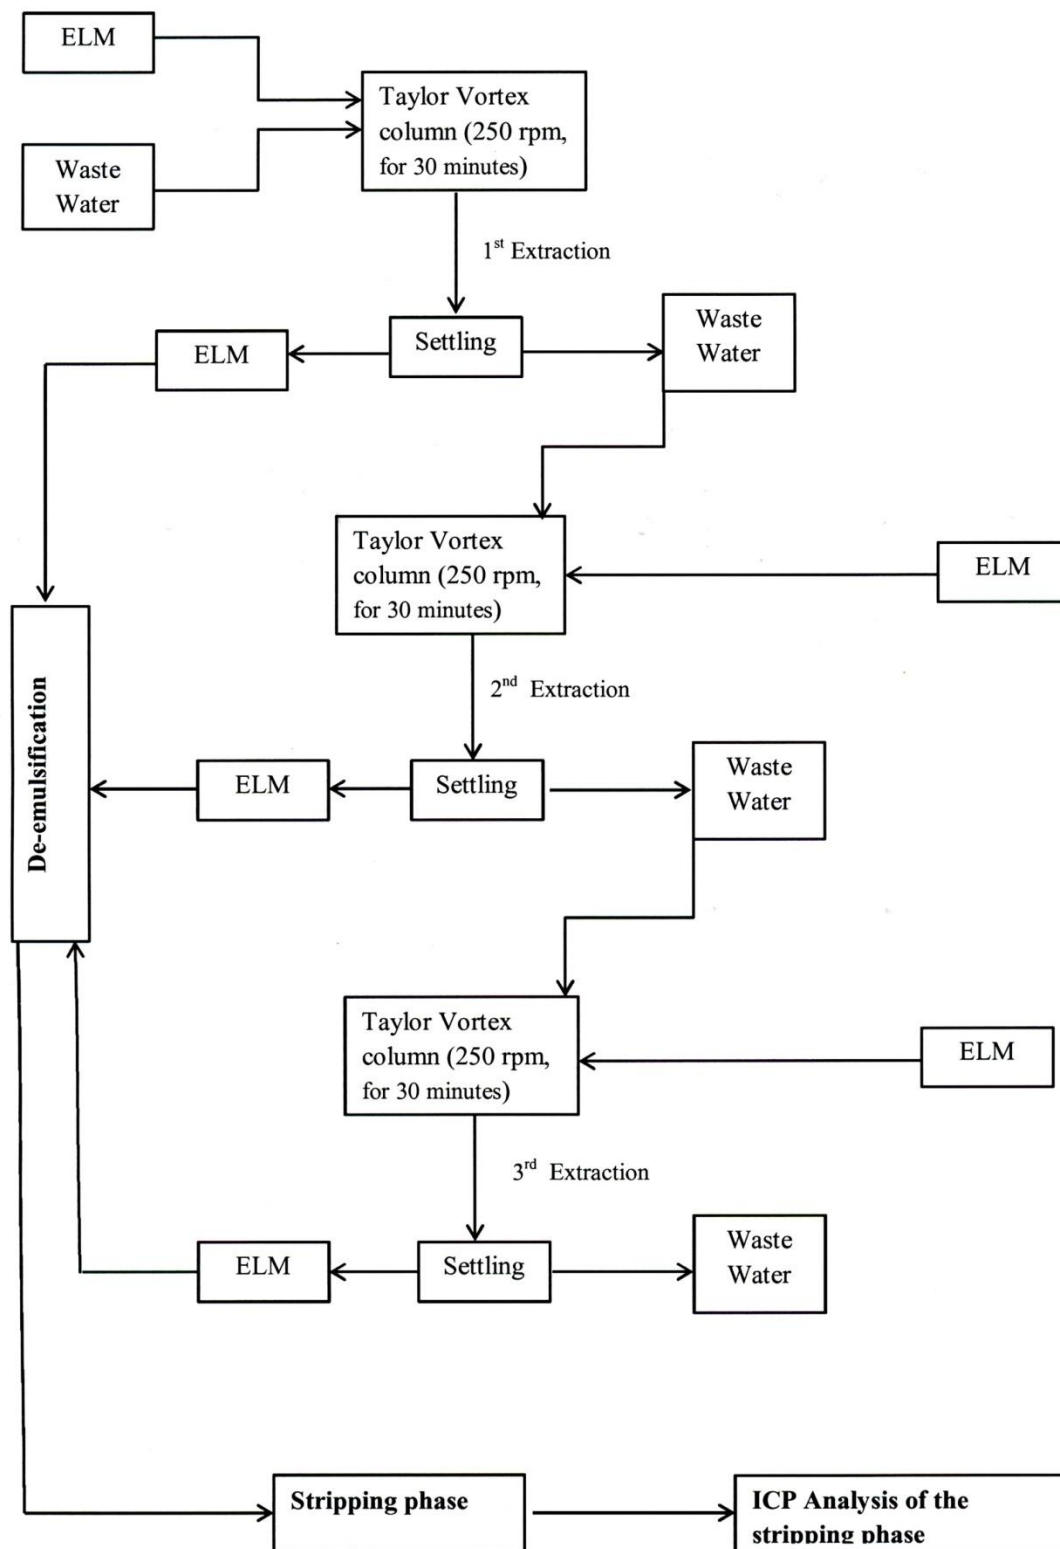 ELM
Taylor Vortex
column (250 rpm,
for 30 minutes)
Waste
Water
1st Extraction
Waste
Water
Settling
ELM
Taylor Vortex
column (250 rpm,
for 30 minutes)
ELM
2nd Extraction
Waste
Water
Settling
ELM
De-emulsification
Taylor Vortex
column (250 rpm,
for 30 minutes)
ELM
3rd Extraction
Waste
Water
Settling
ELM
Stripping phase
ICP Analysis of the
stripping phase